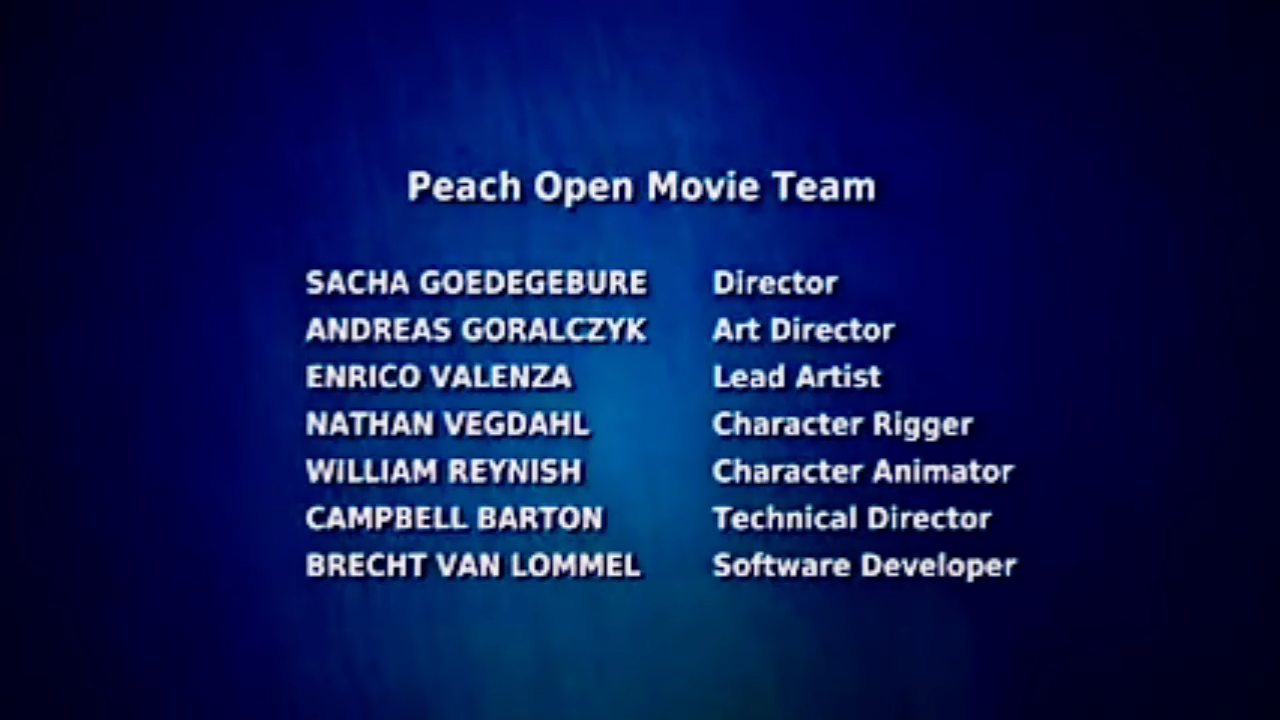 Peach Open Movie Team
SACHA GOEDEGEBURE Director
ANDREAS GORALCZYK Art Director
ENRICO VALENZA Lead Artist
NATHAN VEGDAHL Character Rigger
WILLIAM REYNISH Character Animator
CAMPBELL BARTON Technical Director
BRECHT VAN LOMMEL Software Developer